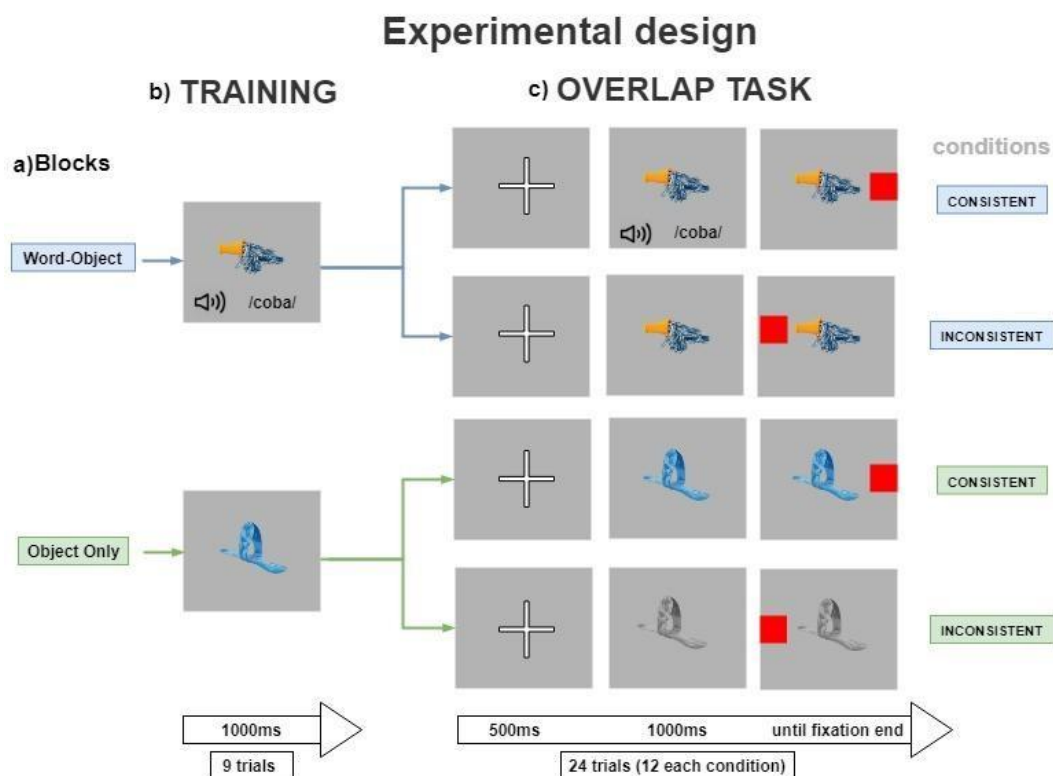 Experimental design
b) TRAINING
c) OVERLAP TASK
a)Blocks
conditions
Word-Object
/coba/
/coba/
CONSISTENT
INCONSISTENT
Object Only
CONSISTENT
INCONSISTENT
1000ms
9 trials
500ms
1000ms
until fixation end
24 trials (12 each condition)